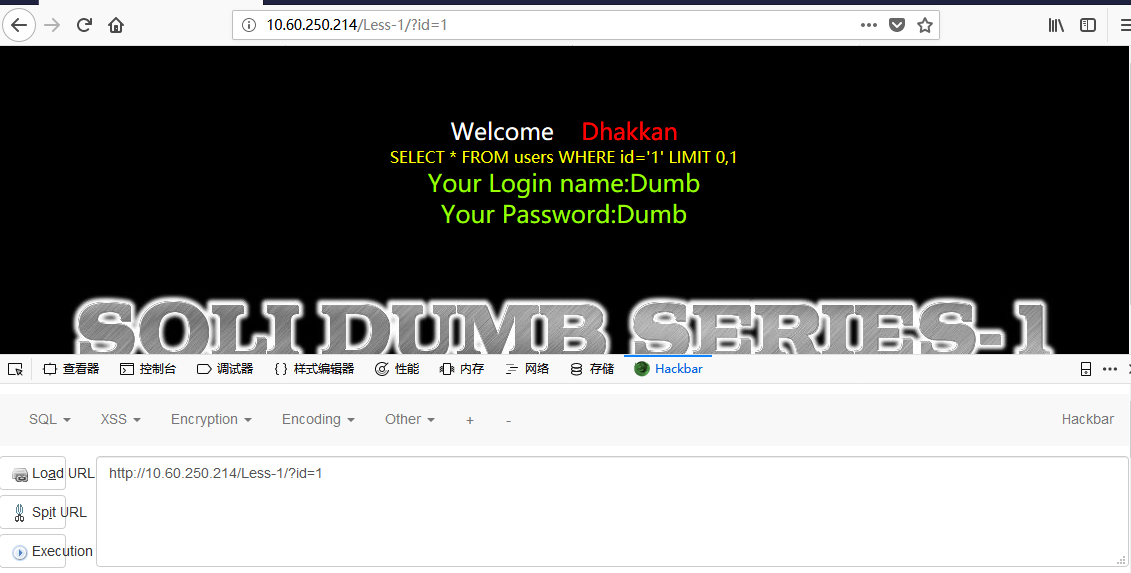 10.60.250.214/Less-1/?id=1
Welcome Dhakkan
SELECT * FROM users WHERE id='1' LIMIT 0,1
Your Login name:Dumb
Your Password:Dumb
SQLI DUMB SERIES-1
查看器 控制台 调试器 样式编辑器 性能 内存 网络 存储 Hackbar
SQL XSS Encryption Encoding Other + - Hackbar
Load URL http://10.60.250.214/Less-1/?id=1
Split URL
Execution